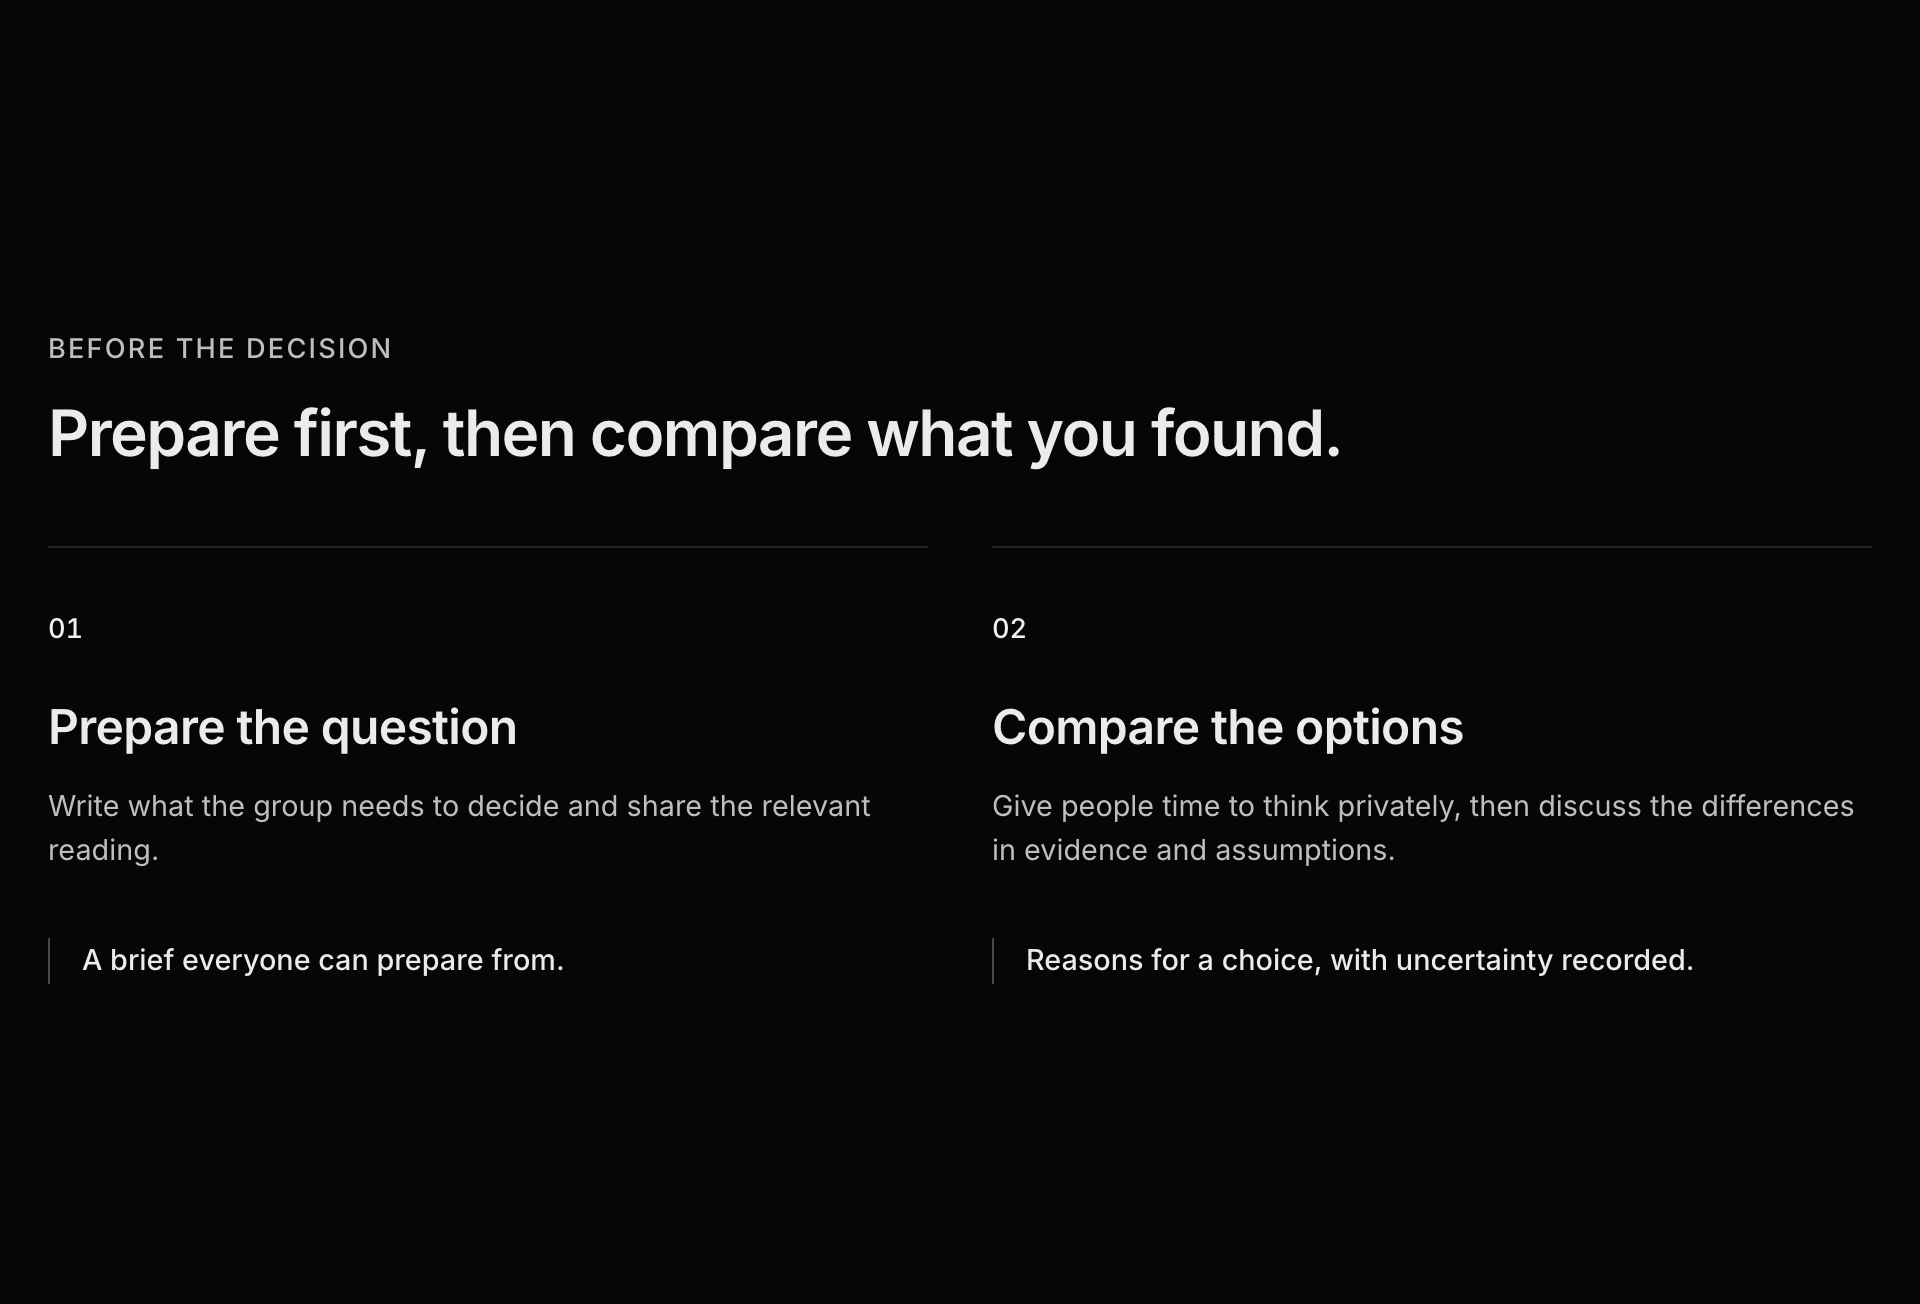 BEFORE THE DECISION
Prepare first, then compare what you found.
01
Prepare the question
Write what the group needs to decide and share the relevant
reading.
A brief everyone can prepare from.
02
Compare the options
Give people time to think privately, then discuss the differences
in evidence and assumptions.
Reasons for a choice, with uncertainty recorded.